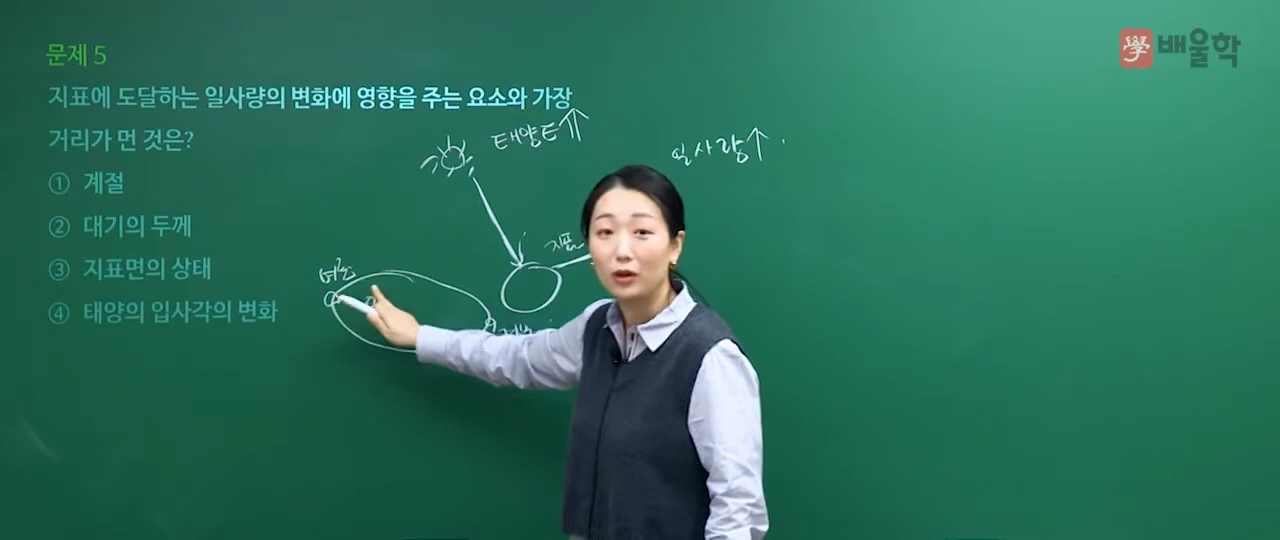 문제 5
지표에 도달하는 일사량의 변화에 영향을 주는 요소와 가장
거리가 먼 것은?
① 계절
② 대기의 두께
③ 지표면의 상태
④ 태양의 입사각의 변화
學 배울학
태양E↑
일사량↑
지표